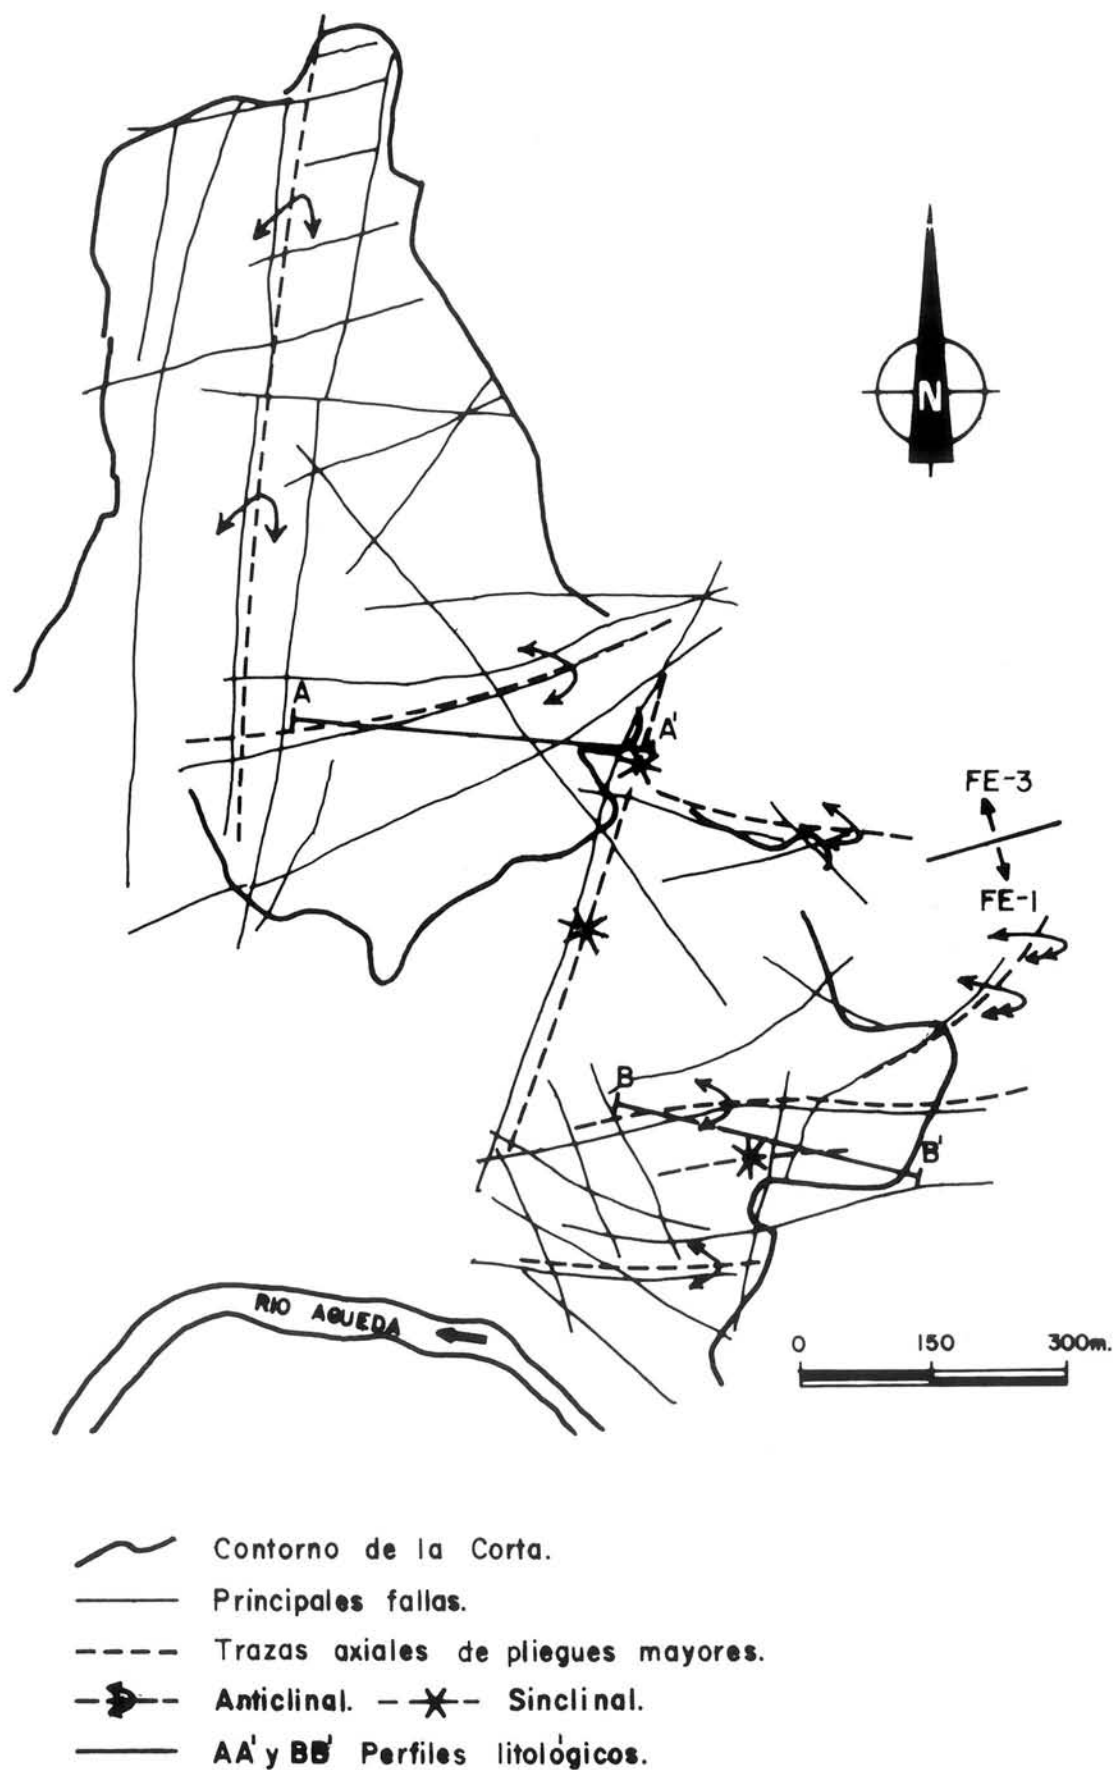 N
A
A'
FE-3
FE-1
B
B'
RIO AGUEDA
0 150 300m.
Contorno de la Corta.
Principales fallas.
Trazas axiales de pliegues mayores.
Anticlinal. Sinclinal.
AA' y BB' Perfiles litológicos.